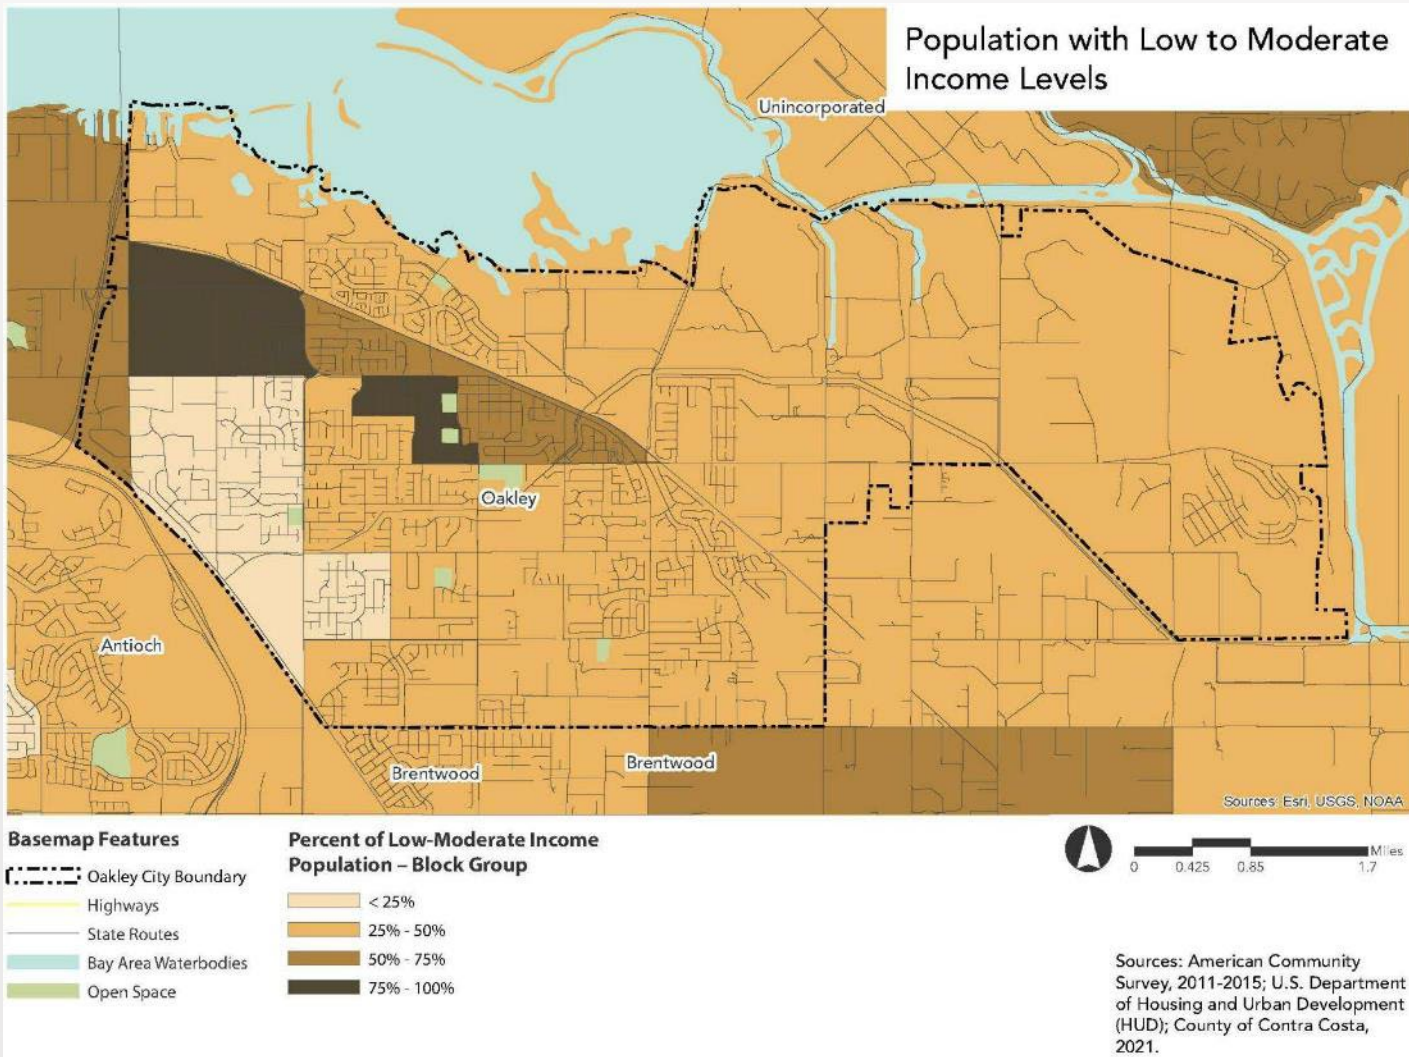 Population with Low to Moderate
Income Levels
Unincorporated
Oakley
Antioch
Brentwood
Brentwood
Sources: Esri, USGS, NOAA
Basemap Features
Oakley City Boundary
Highways
State Routes
Bay Area Waterbodies
Open Space
Percent of Low-Moderate Income
Population – Block Group
< 25%
25% - 50%
50% - 75%
75% - 100%
Miles
0 0.425 0.85 1.7
Sources: American Community
Survey, 2011-2015; U.S. Department
of Housing and Urban Development
(HUD); County of Contra Costa,
2021.